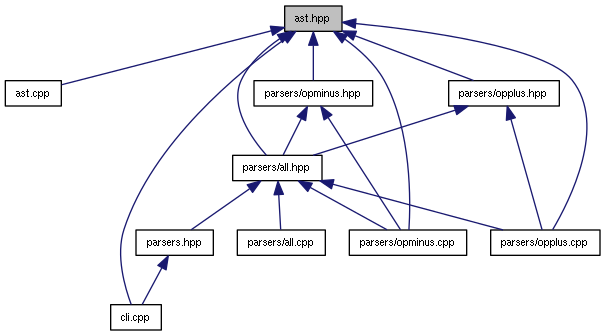 ast.hpp
ast.cpp
parsers/opminus.hpp
parsers/opplus.hpp
parsers/all.hpp
parsers.hpp
parsers/all.cpp
parsers/opminus.cpp
parsers/opplus.cpp
cli.cpp